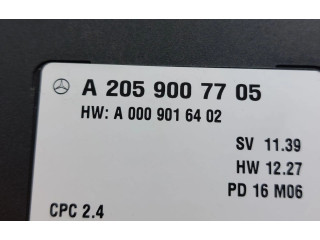 A 205 900 77 05
HW: A 000 901 64 02
SV 11.39
HW 12.27
PD 16 M06
CPC 2.4